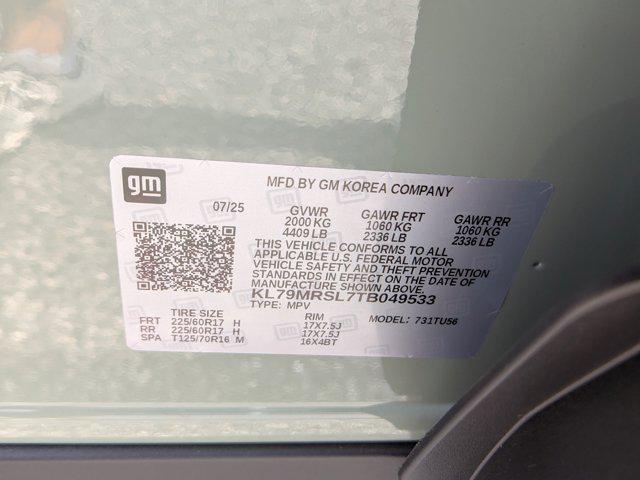 gm
MFD BY GM KOREA COMPANY
07/25 GVWR GAWR FRT GAWR RR
2000 KG 1060 KG 1060 KG
4409 LB 2336 LB 2336 LB
THIS VEHICLE CONFORMS TO ALL
APPLICABLE U.S. FEDERAL MOTOR
VEHICLE SAFETY AND THEFT PREVENTION
STANDARDS IN EFFECT ON THE DATE OF
MANUFACTURE SHOWN ABOVE.
KL79MRSL7TB049533
TYPE: MPV
TIRE SIZE RIM MODEL: 731TU56
FRT 225/60R17 H 17X7.5J
RR 225/60R17 H 17X7.5J
SPA T125/70R16 M 16X4BT